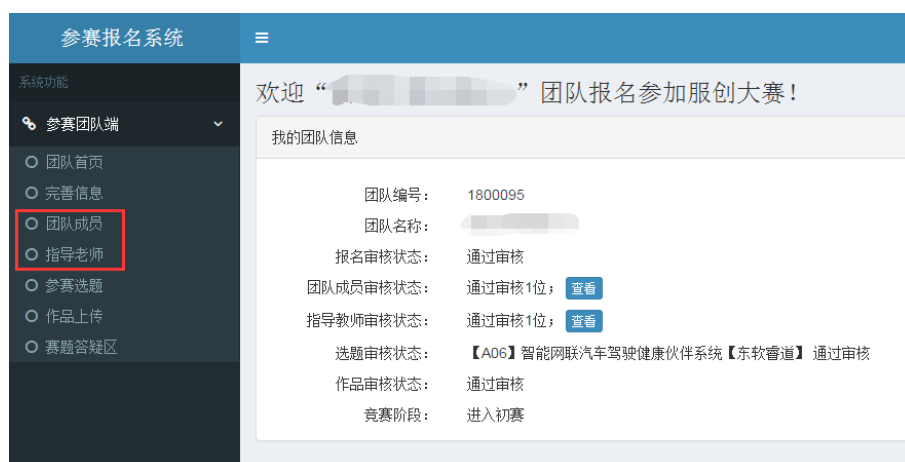 参赛报名系统
系统功能
参赛团队端
团队首页
完善信息
团队成员
指导老师
参赛选题
作品上传
赛题答疑区
欢迎“ ”团队报名参加服创大赛！
我的团队信息
团队编号： 1800095
团队名称：
报名审核状态： 通过审核
团队成员审核状态： 通过审核1位； 查看
指导教师审核状态： 通过审核1位； 查看
选题审核状态： 【A06】智能网联汽车驾驶健康伙伴系统【东软睿道】 通过审核
作品审核状态： 通过审核
竞赛阶段： 进入初赛